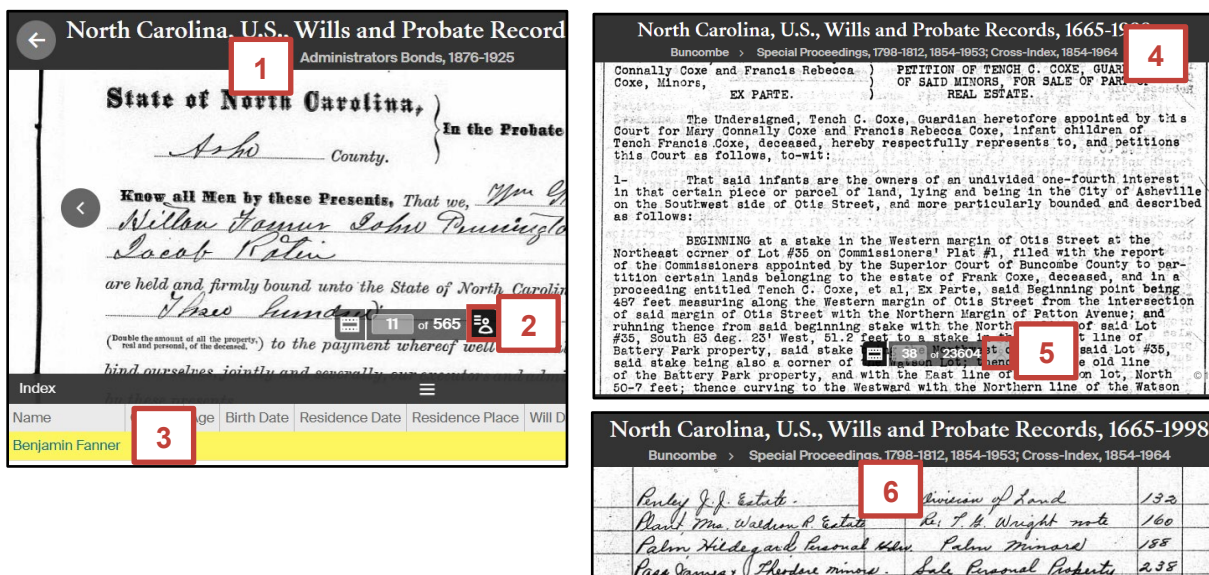 North Carolina, U.S., Wills and Probate Record
Administrators Bonds, 1876-1925
1
State of North Carolina,
In the Probate
Ashe County.
Know all Men by these Presents, That we, Wm
John
Jacob
are held and firmly bound unto the State of North Carolin
11 of 565
2
(Double the amount of all the property, real and personal, of the deceased.) to the payment whereof well
bind ourselves, jointly and severally, our executors and admi
Index
Name Age Birth Date Residence Date Residence Place Will D
Benjamin Fanner
3
North Carolina, U.S., Wills and Probate Records, 1665-19
Buncombe > Special Proceedings, 1798-1812, 1854-1953; Cross-Index, 1854-1964
4
Connally Coxe and Francis Rebecca ) PETITION OF TENCH C. COXE, GUAR
Coxe, Minors, ) OF SAID MINORS, FOR SALE OF PAR
EX PARTE. ) REAL ESTATE.
The Undersigned, Tench C. Coxe, Guardian heretofore appointed by this
Court for Mary Connally Coxe and Francis Rebecca Coxe, infant children of
Tench Francis Coxe, deceased, hereby respectfully represents to, and petitions
this Court as follows, to-wit:
1- That said infants are the owners of an undivided one-fourth interest
in that certain piece or parcel of land, lying and being in the City of Asheville
on the Southwest side of Otis Street, and more particularly bounded and described
as follows:
BEGINNING at a stake in the Western margin of Otis Street at the
Northeast corner of Lot #35 on Commissioners' Plat #1, filed with the report
of the Commissioners appointed by the Superior Court of Buncombe County to par-
tition certain lands belonging to the estate of Frank Coxe, deceased, and in a
proceeding entitled Tench C. Coxe, et al, Ex Parte, said Beginning point being
487 feet measuring along the Western margin of Otis Street from the intersection
of said margin of Otis Street with the Northern Margin of Patton Avenue; and
running thence from said beginning stake with the North of said Lot
#35, South 83 deg. 23' West, 51.2 feet to a stake in t line of
Battery Park property, said stake said Lot #35,
said stake being also a corner of Watson Lot; thenc e old line
of the Battery Park property, and with the East line of on lot, North
50-7 feet; thence curving to the Westward with the Northern line of the Watson
38 of 23604
5
© 1
North Carolina, U.S., Wills and Probate Records, 1665-1998
Buncombe > Special Proceedings, 1798-1812, 1854-1953; Cross-Index, 1854-1964
6
Penley J. J. Estate. Division of Land 132
Plant Mrs. Waldron R. Estate Re: T. B. Wright note 160
Palm Hildegard Personal Hdw. Palm Minors 188
Pass James & Theodore minors. Sale Personal Property 238